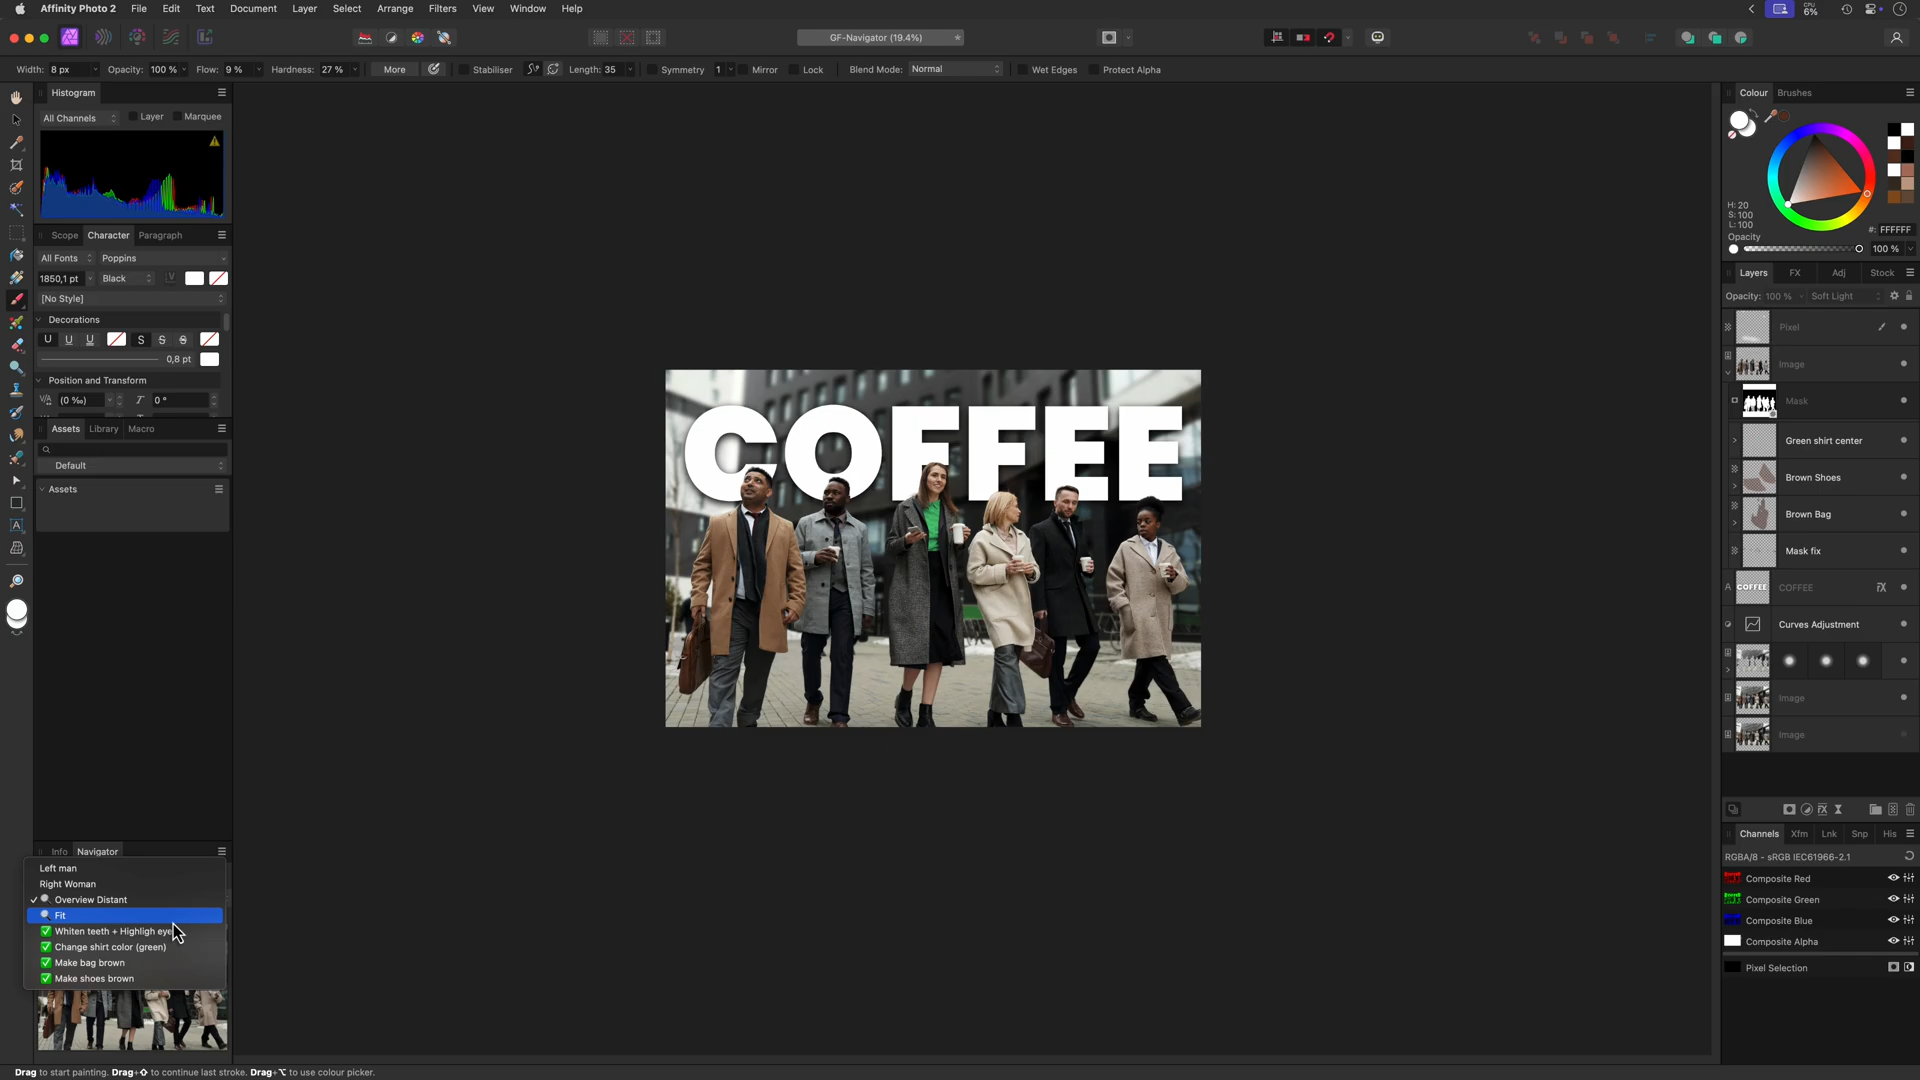 Affinity Photo 2 File Edit Text Document Layer Select Arrange Filters View Window Help
CPU
6%
GF-Navigator (19.4%)
Width: 8 px Opacity: 100 % Flow: 9 % Hardness: 27 % More Stabiliser Length: 35 Symmetry 1 Mirror Lock Blend Mode: Normal Wet Edges Protect Alpha
Histogram
All Channels Layer Marquee
Scope Character Paragraph
All Fonts Poppins
1850,1 pt Black
[No Style]
Decorations
U U U S S S
0,8 pt
Position and Transform
V/A (0 ‰) T 0 °
Assets Library Macro
Default
Assets
Info Navigator
Left man
Right Woman
Overview Distant
Fit
Whiten teeth + Highligh eye
Change shirt color (green)
Make bag brown
Make shoes brown
COFFEE
Colour Brushes
H: 20
S: 100
L: 100
#: FFFFFF
Opacity
100 %
Layers FX Adj Stock
Opacity: 100 % Soft Light
Pixel
Image
Mask
Green shirt center
Brown Shoes
Brown Bag
Mask fix
A COFFEE COFFEE
Curves Adjustment
Image
Image
Channels Xfm Lnk Snp His
RGBA/8 - sRGB IEC61966-2.1
Composite Red
Composite Green
Composite Blue
Composite Alpha
Pixel Selection
Drag to start painting. Drag+⇧ to continue last stroke. Drag+⌥ to use colour picker.